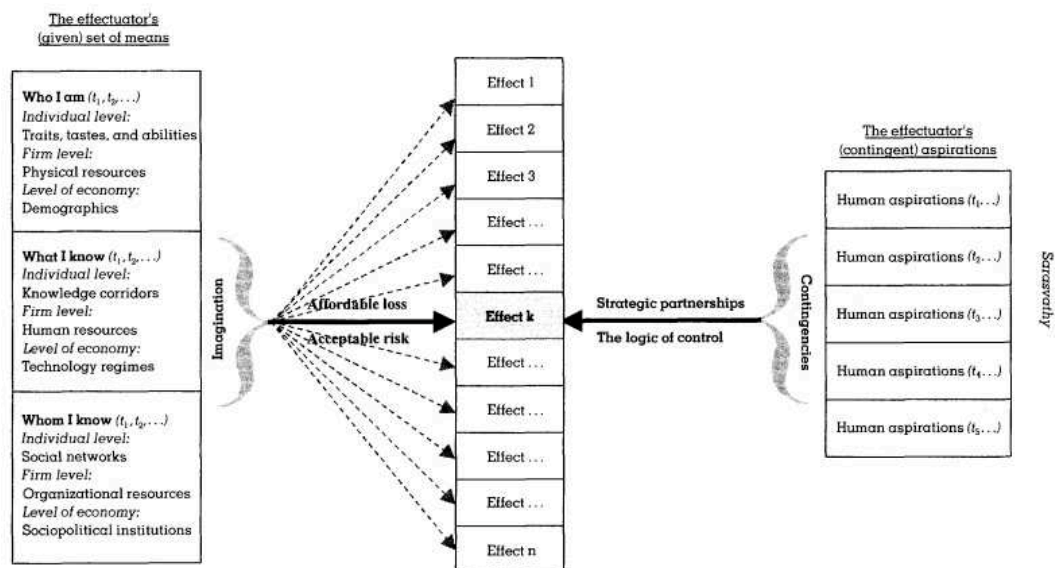 The effectuator's
(given) set of means
Who I am (t₁, t₂,...)
Individual level:
Traits, tastes, and abilities
Firm level:
Physical resources
Level of economy:
Demographics
What I know (t₁, t₂,...)
Individual level:
Knowledge corridors
Firm level:
Human resources
Level of economy:
Technology regimes
Whom I know (t₁, t₂,...)
Individual level:
Social networks
Firm level:
Organizational resources
Level of economy:
Sociopolitical institutions
Imagination
Affordable loss
Acceptable risk
Effect 1
Effect 2
Effect 3
Effect ...
Effect ...
Effect k
Effect ...
Effect ...
Effect ...
Effect ...
Effect n
Strategic partnerships
The logic of control
Contingencies
The effectuator's
(contingent) aspirations
Human aspirations (t₁...)
Human aspirations (t₂...)
Human aspirations (t₃...)
Human aspirations (t₄...)
Human aspirations (t₅...)
Sarasvathy